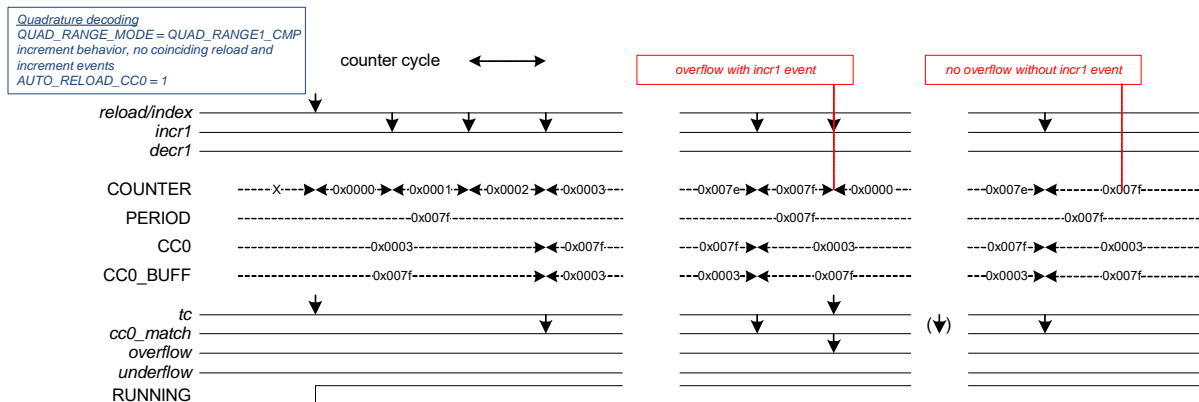 Quadrature decoding
QUAD_RANGE_MODE = QUAD_RANGE1_CMP
increment behavior, no coinciding reload and
increment events
AUTO_RELOAD_CC0 = 1
counter cycle
overflow with incr1 event
no overflow without incr1 event
reload/index
incr1
decr1
COUNTER X 0x0000 0x0001 0x0002 0x0003 0x007e 0x007f 0x0000 0x007e 0x007f
PERIOD 0x007f 0x007f 0x007f
CC0 0x0003 0x007f 0x007f 0x0003 0x007f 0x0003
CC0_BUFF 0x007f 0x0003 0x0003 0x007f 0x0003 0x007f
tc
cc0_match ( )
overflow
underflow
RUNNING